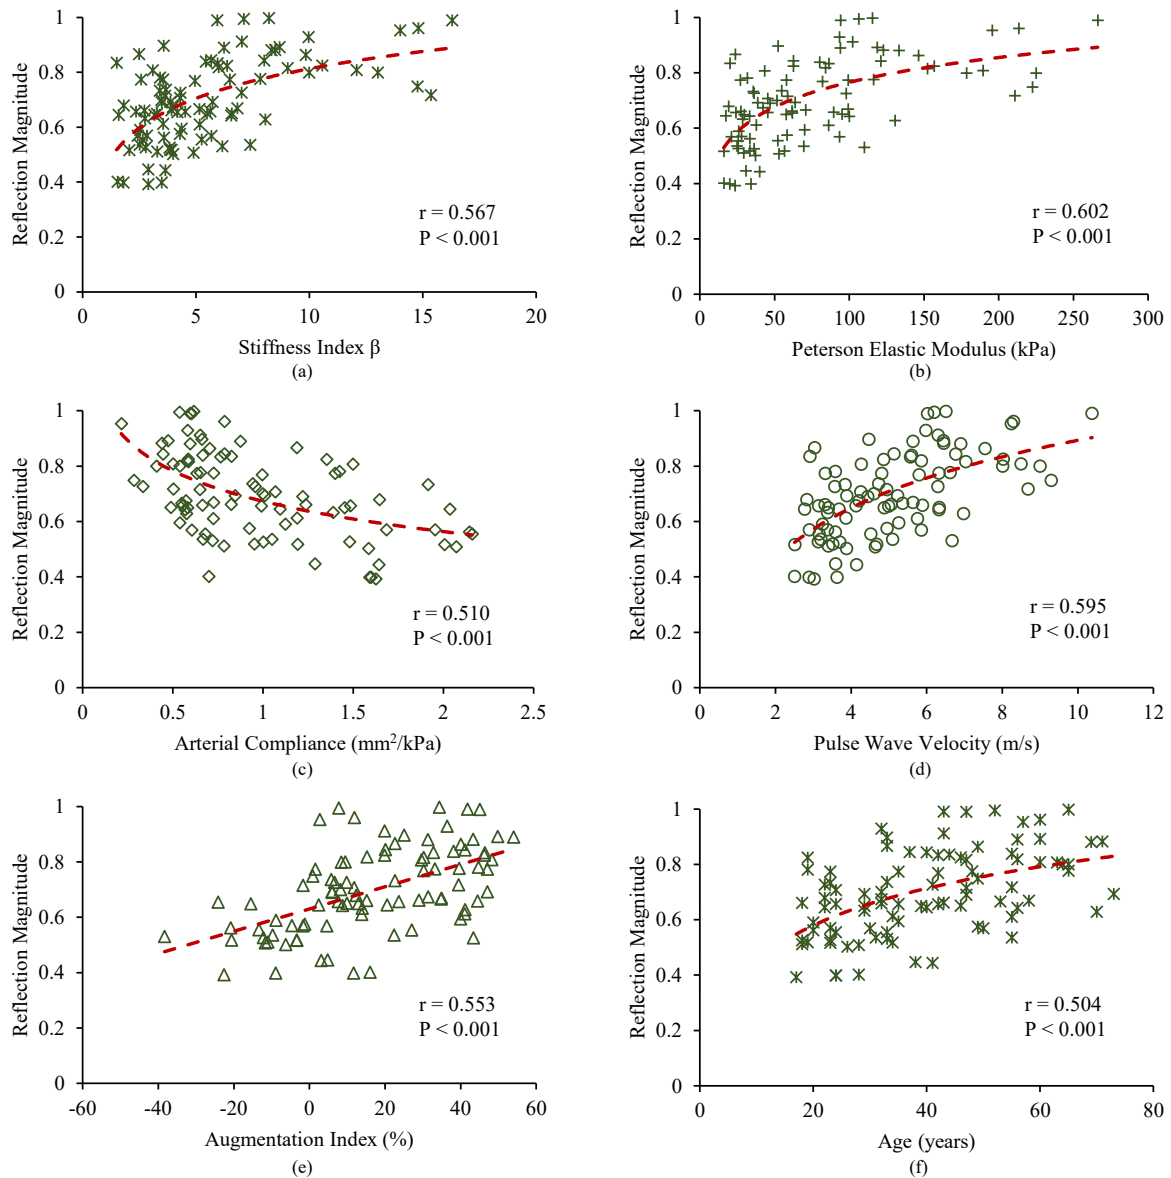 1
0.8
0.6
0.4
0.2
0
Reflection Magnitude
r = 0.567
P < 0.001
0 5 10 15 20
Stiffness Index β
(a)
1
0.8
0.6
0.4
0.2
0
Reflection Magnitude
r = 0.602
P < 0.001
0 50 100 150 200 250 300
Peterson Elastic Modulus (kPa)
(b)
1
0.8
0.6
0.4
0.2
0
Reflection Magnitude
r = 0.510
P < 0.001
0 0.5 1 1.5 2 2.5
Arterial Compliance (mm²/kPa)
(c)
1
0.8
0.6
0.4
0.2
0
Reflection Magnitude
r = 0.595
P < 0.001
0 2 4 6 8 10 12
Pulse Wave Velocity (m/s)
(d)
1
0.8
0.6
0.4
0.2
0
Reflection Magnitude
r = 0.553
P < 0.001
-60 -40 -20 0 20 40 60
Augmentation Index (%)
(e)
1
0.8
0.6
0.4
0.2
0
Reflection Magnitude
r = 0.504
P < 0.001
0 20 40 60 80
Age (years)
(f)